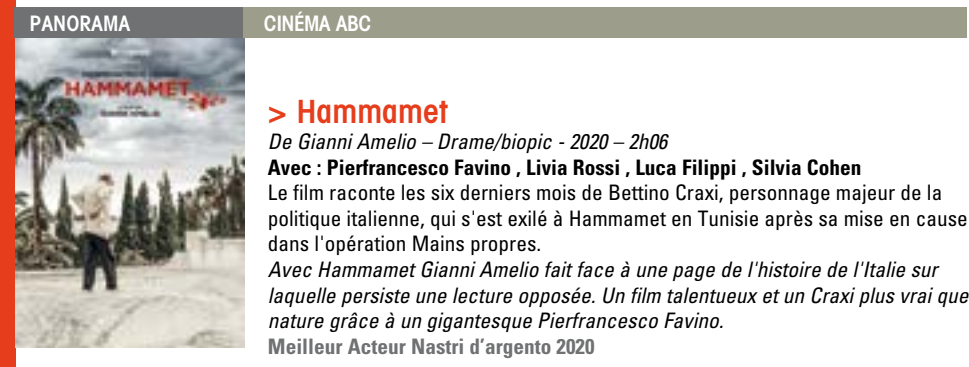 PANORAMA
CINÉMA ABC
HAMMAMET
GIANNI AMELIO
> Hammamet
De Gianni Amelio – Drame/biopic - 2020 – 2h06
Avec : Pierfrancesco Favino , Livia Rossi , Luca Filippi , Silvia Cohen
Le film raconte les six derniers mois de Bettino Craxi, personnage majeur de la
politique italienne, qui s'est exilé à Hammamet en Tunisie après sa mise en cause
dans l'opération Mains propres.
Avec Hammamet Gianni Amelio fait face à une page de l'histoire de l'Italie sur
laquelle persiste une lecture opposée. Un film talentueux et un Craxi plus vrai que
nature grâce à un gigantesque Pierfrancesco Favino.
Meilleur Acteur Nastri d’argento 2020